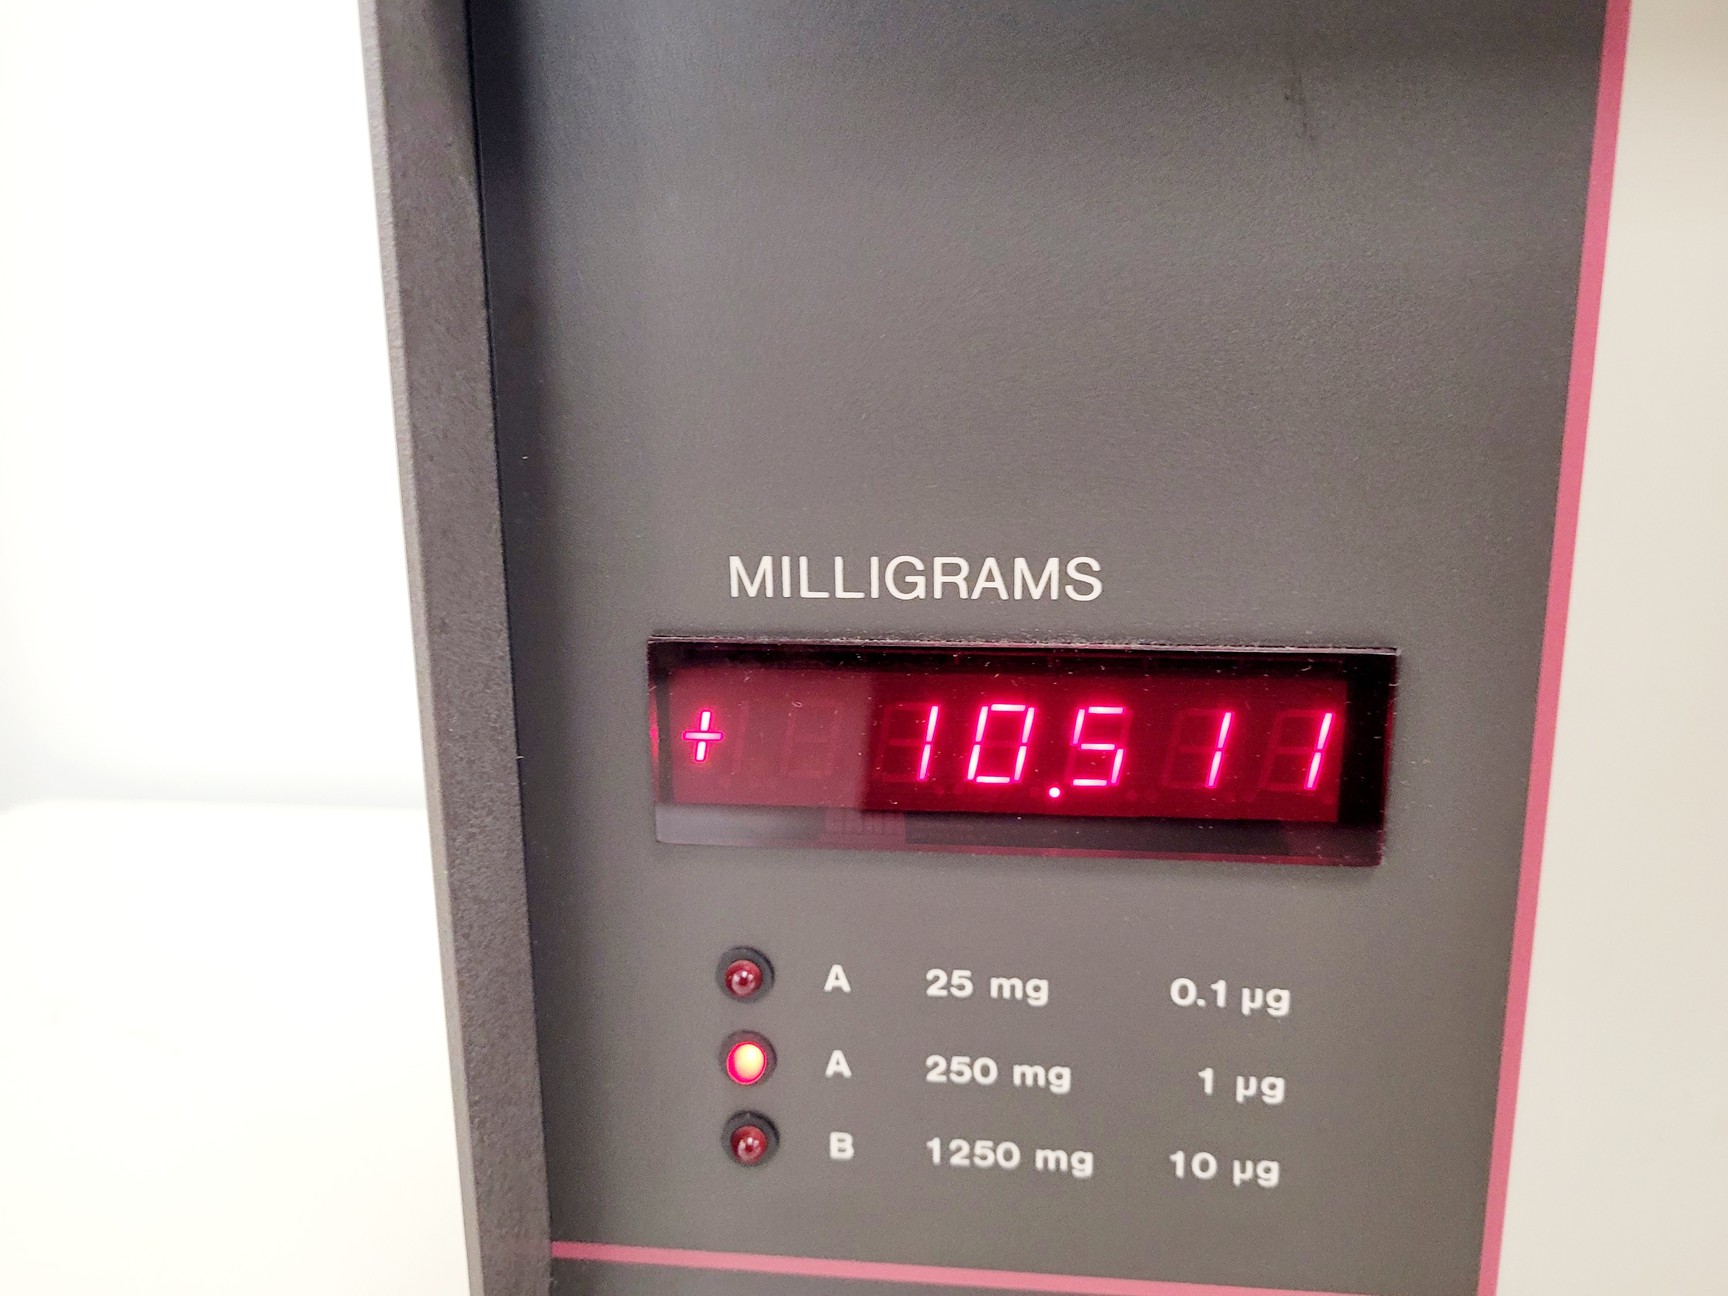 MILLIGRAMS
+ 10.511
A 25 mg 0.1 µg
A 250 mg 1 µg
B 1250 mg 10 µg